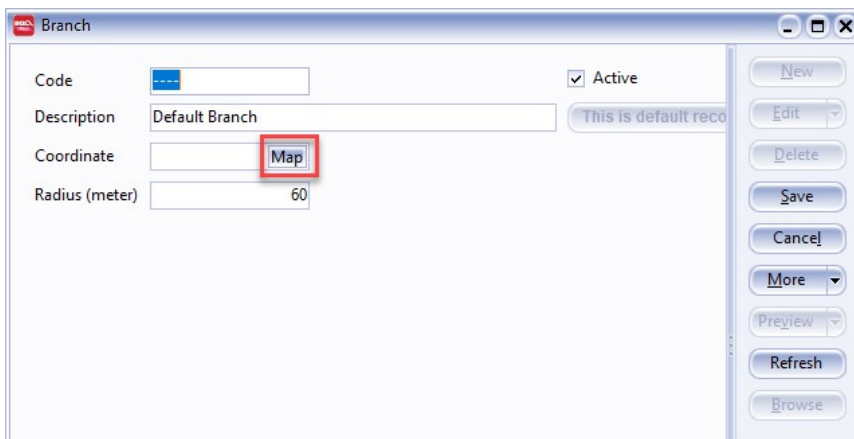 Branch
Code ---- Active New
Description Default Branch This is default reco Edit
Coordinate Map Delete
Radius (meter) 60 Save
Cancel
More
Preview
Refresh
Browse